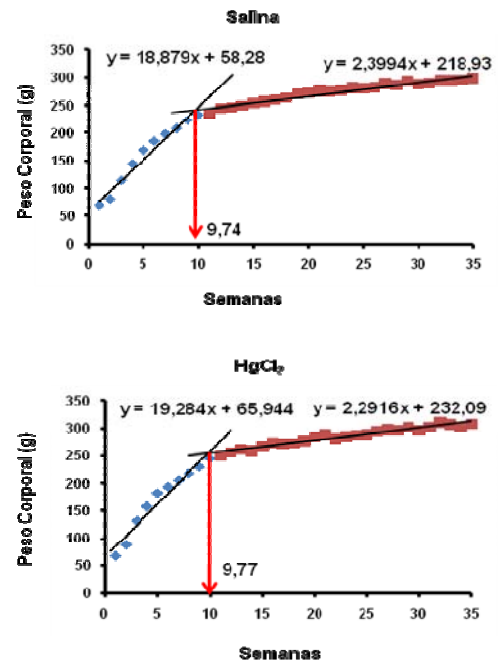 Salina
y = 18,879x + 58,28
y = 2,3994x + 218,93
Peso Corporal (g)
350
300
250
200
150
100
50
0
9,74
0 5 10 15 20 25 30 35
Semanas
HgCl₂
y = 19,284x + 65,944
y = 2,2916x + 232,09
Peso Corporal (g)
350
300
250
200
150
100
50
0
9,77
0 5 10 15 20 25 30 35
Semanas